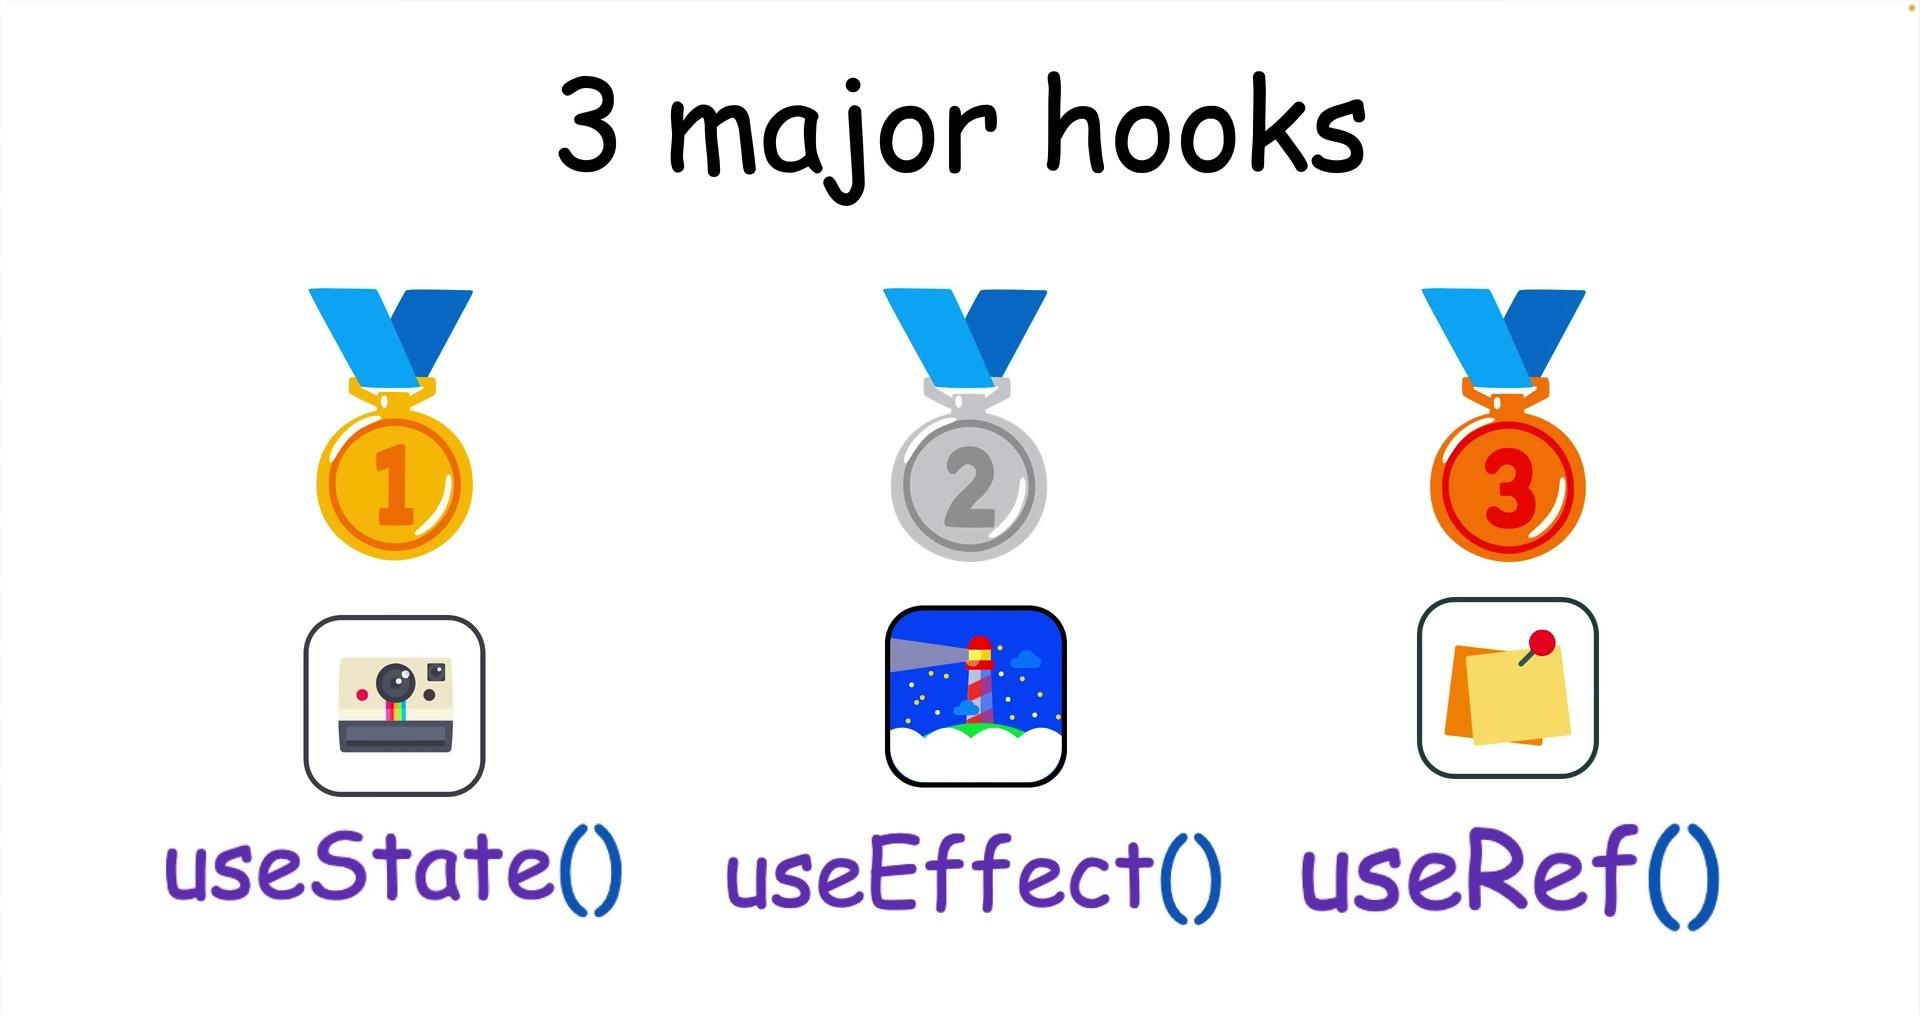 3 major hooks
1
2
3
useState()
useEffect()
useRef()